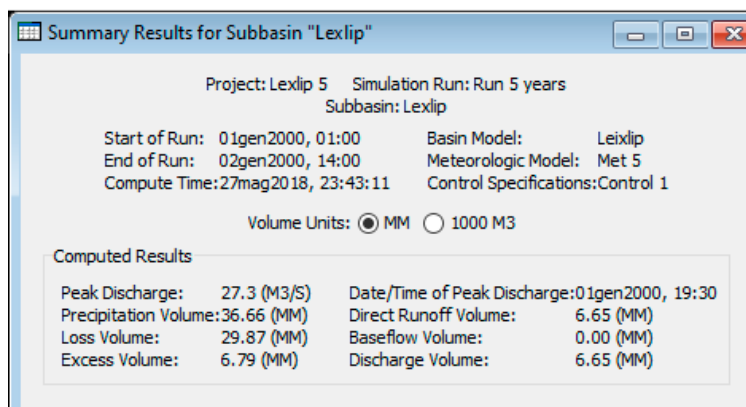 Summary Results for Subbasin "Lexlip"
Project: Lexlip 5 Simulation Run: Run 5 years
Subbasin: Lexlip
Start of Run: 01gen2000, 01:00 Basin Model: Leixlip
End of Run: 02gen2000, 14:00 Meteorologic Model: Met 5
Compute Time:27mag2018, 23:43:11 Control Specifications:Control 1
Volume Units: MM 1000 M3
Computed Results
Peak Discharge: 27.3 (M3/S) Date/Time of Peak Discharge:01gen2000, 19:30
Precipitation Volume:36.66 (MM) Direct Runoff Volume: 6.65 (MM)
Loss Volume: 29.87 (MM) Baseflow Volume: 0.00 (MM)
Excess Volume: 6.79 (MM) Discharge Volume: 6.65 (MM)